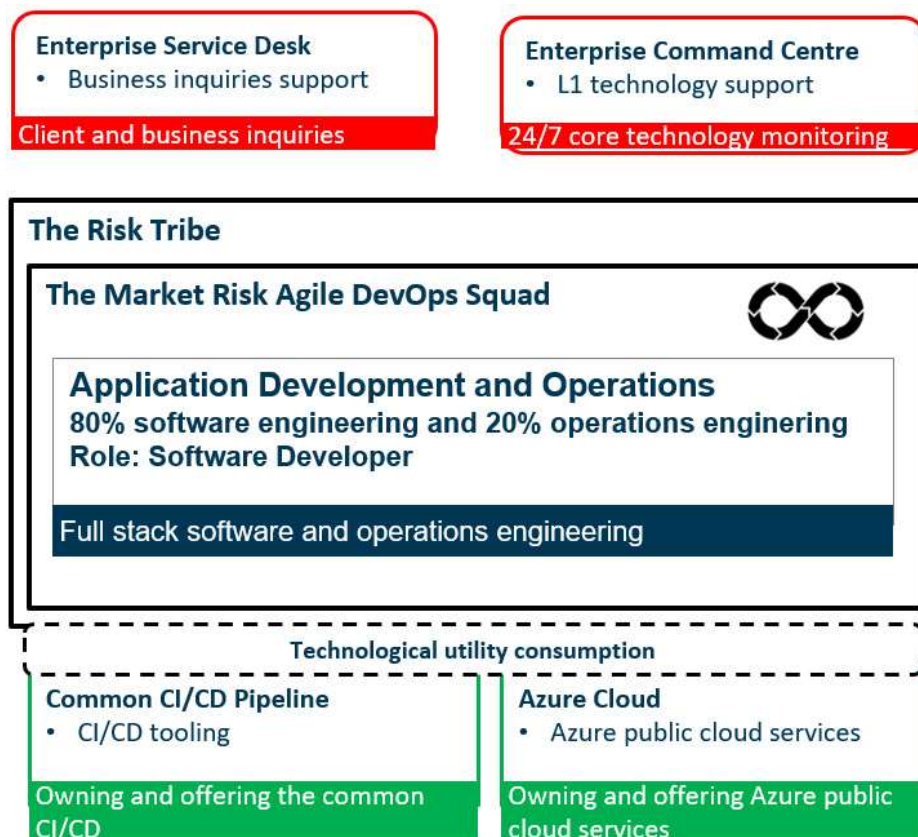 Enterprise Service Desk
• Business inquiries support
Client and business inquiries
Enterprise Command Centre
• L1 technology support
24/7 core technology monitoring
The Risk Tribe
The Market Risk Agile DevOps Squad
Application Development and Operations
80% software engineering and 20% operations enginering
Role: Software Developer
Full stack software and operations engineering
Technological utility consumption
Common CI/CD Pipeline
• CI/CD tooling
Owning and offering the common
CI/CD
Azure Cloud
• Azure public cloud services
Owning and offering Azure public
cloud services